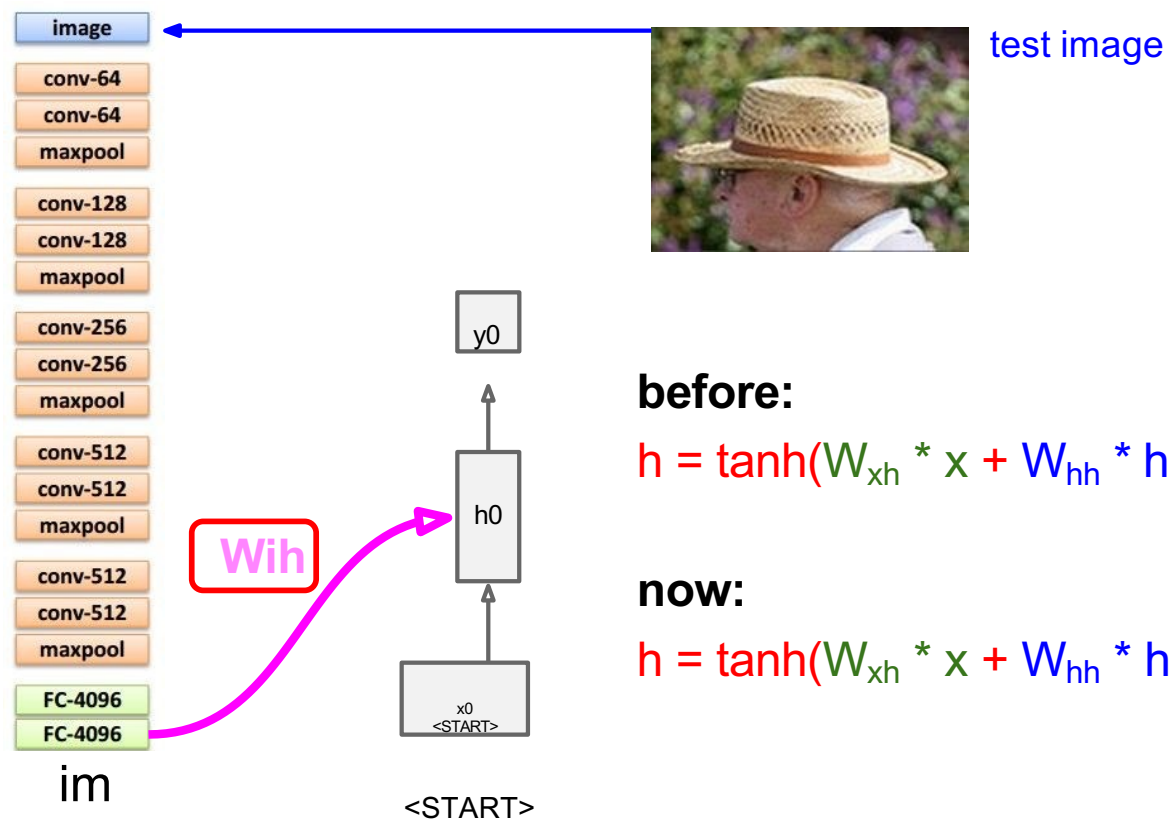 image
test image
conv-64
conv-64
maxpool
conv-128
conv-128
maxpool
conv-256
conv-256
maxpool
conv-512
conv-512
maxpool
conv-512
conv-512
maxpool
FC-4096
FC-4096
im
Wih
y0
h0
x0
<START>
<START>
before:
h = tanh(Wxh * x + Whh * h
now:
h = tanh(Wxh * x + Whh * h